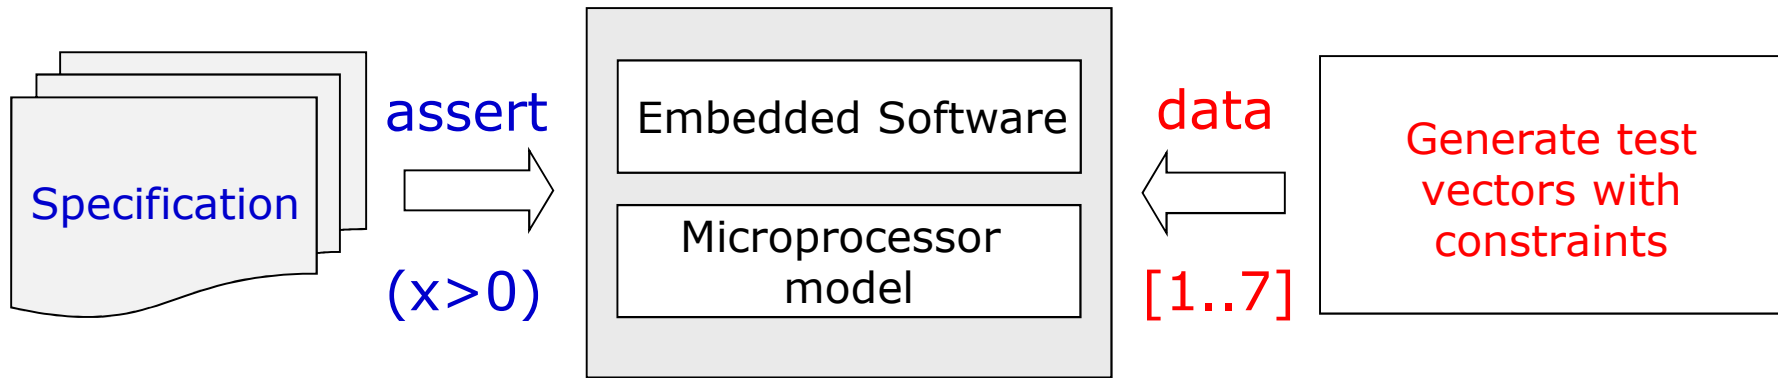 Specification
assert
(x>0)
Embedded Software
Microprocessor
model
data
[1..7]
Generate test
vectors with
constraints